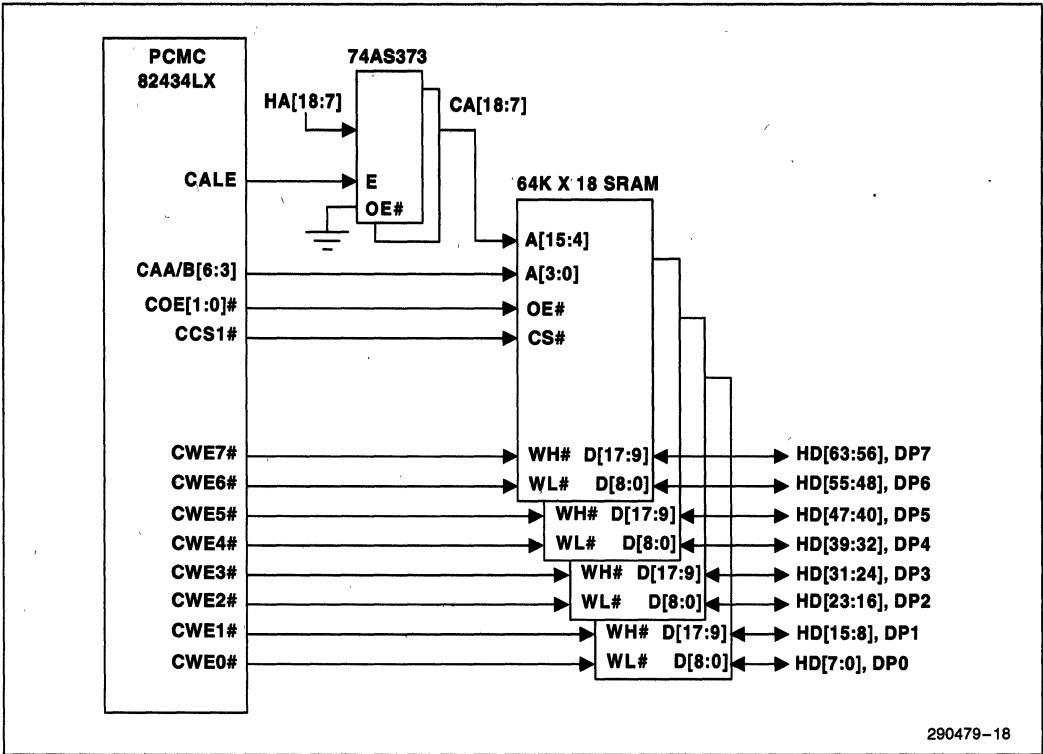 PCMC
82434LX
74AS373
HA[18:7]
CA[18:7]
CALE
E
OE#
64K X 18 SRAM
A[15:4]
CAA/B[6:3]
A[3:0]
COE[1:0]#
OE#
CCS1#
CS#
CWE7#
WH# D[17:9]
HD[63:56], DP7
CWE6#
WL# D[8:0]
HD[55:48], DP6
CWE5#
WH# D[17:9]
HD[47:40], DP5
CWE4#
WL# D[8:0]
HD[39:32], DP4
CWE3#
WH# D[17:9]
HD[31:24], DP3
CWE2#
WL# D[8:0]
HD[23:16], DP2
CWE1#
WH# D[17:9]
HD[15:8], DP1
CWE0#
WL# D[8:0]
HD[7:0], DP0
290479-18